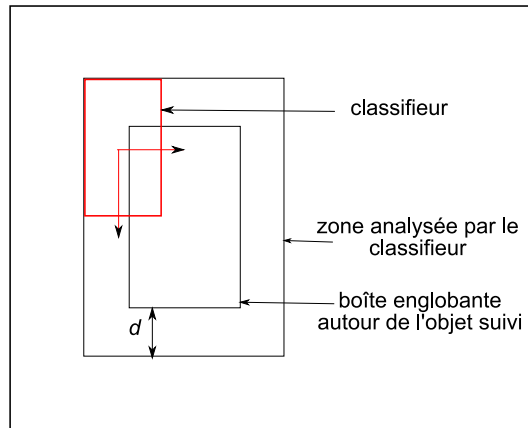 classifieur
zone analysée par le
classifieur
boîte englobante
autour de l'objet suivi
d